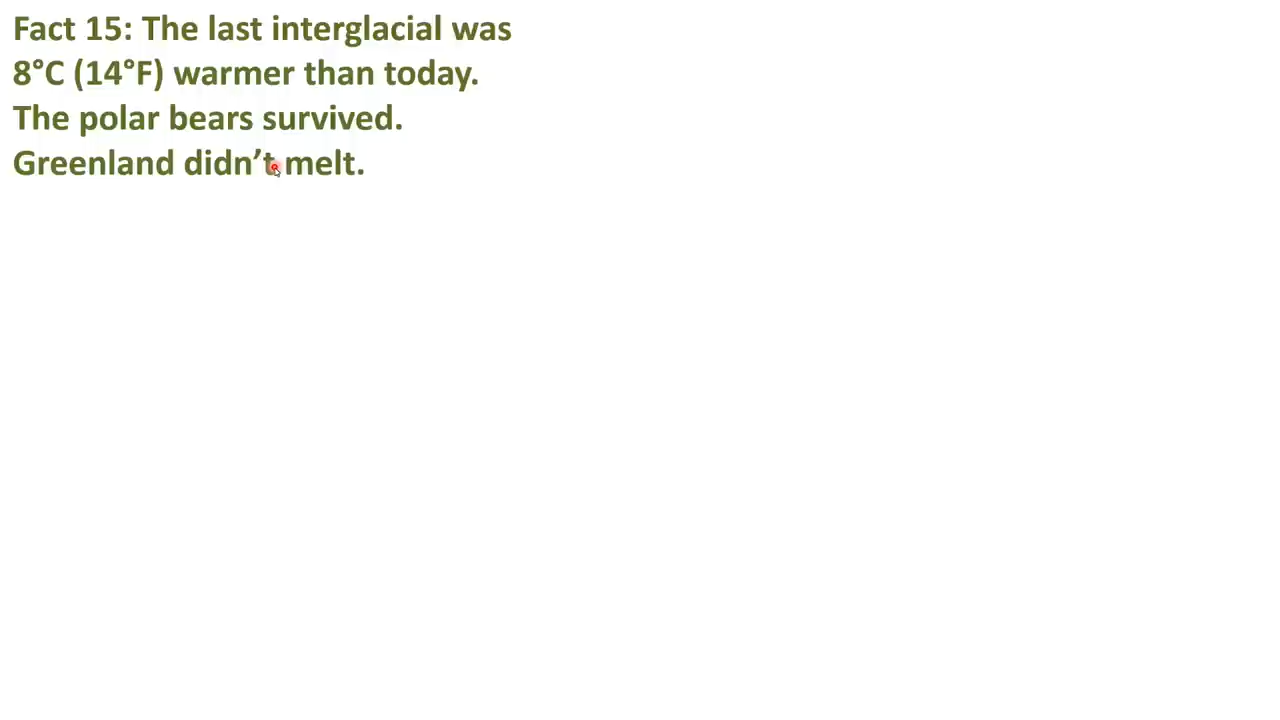 Fact 15: The last interglacial was
8°C (14°F) warmer than today.
The polar bears survived.
Greenland didn’t melt.